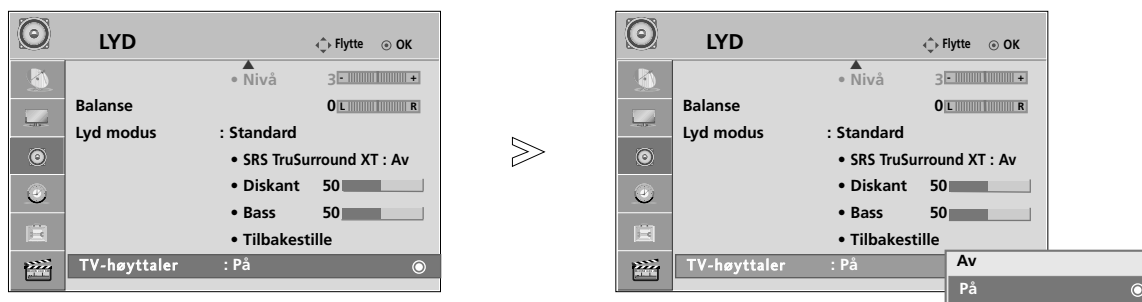 LYD Flytte OK
• Nivå 3 - +
Balanse 0 L R
Lyd modus : Standard
• SRS TruSurround XT : Av
• Diskant 50
• Bass 50
• Tilbakestille
TV-høyttaler : På
LYD Flytte OK
• Nivå 3 - +
Balanse 0 L R
Lyd modus : Standard
• SRS TruSurround XT : Av
• Diskant 50
• Bass 50
• Tilbakestille
TV-høyttaler : På
Av
På